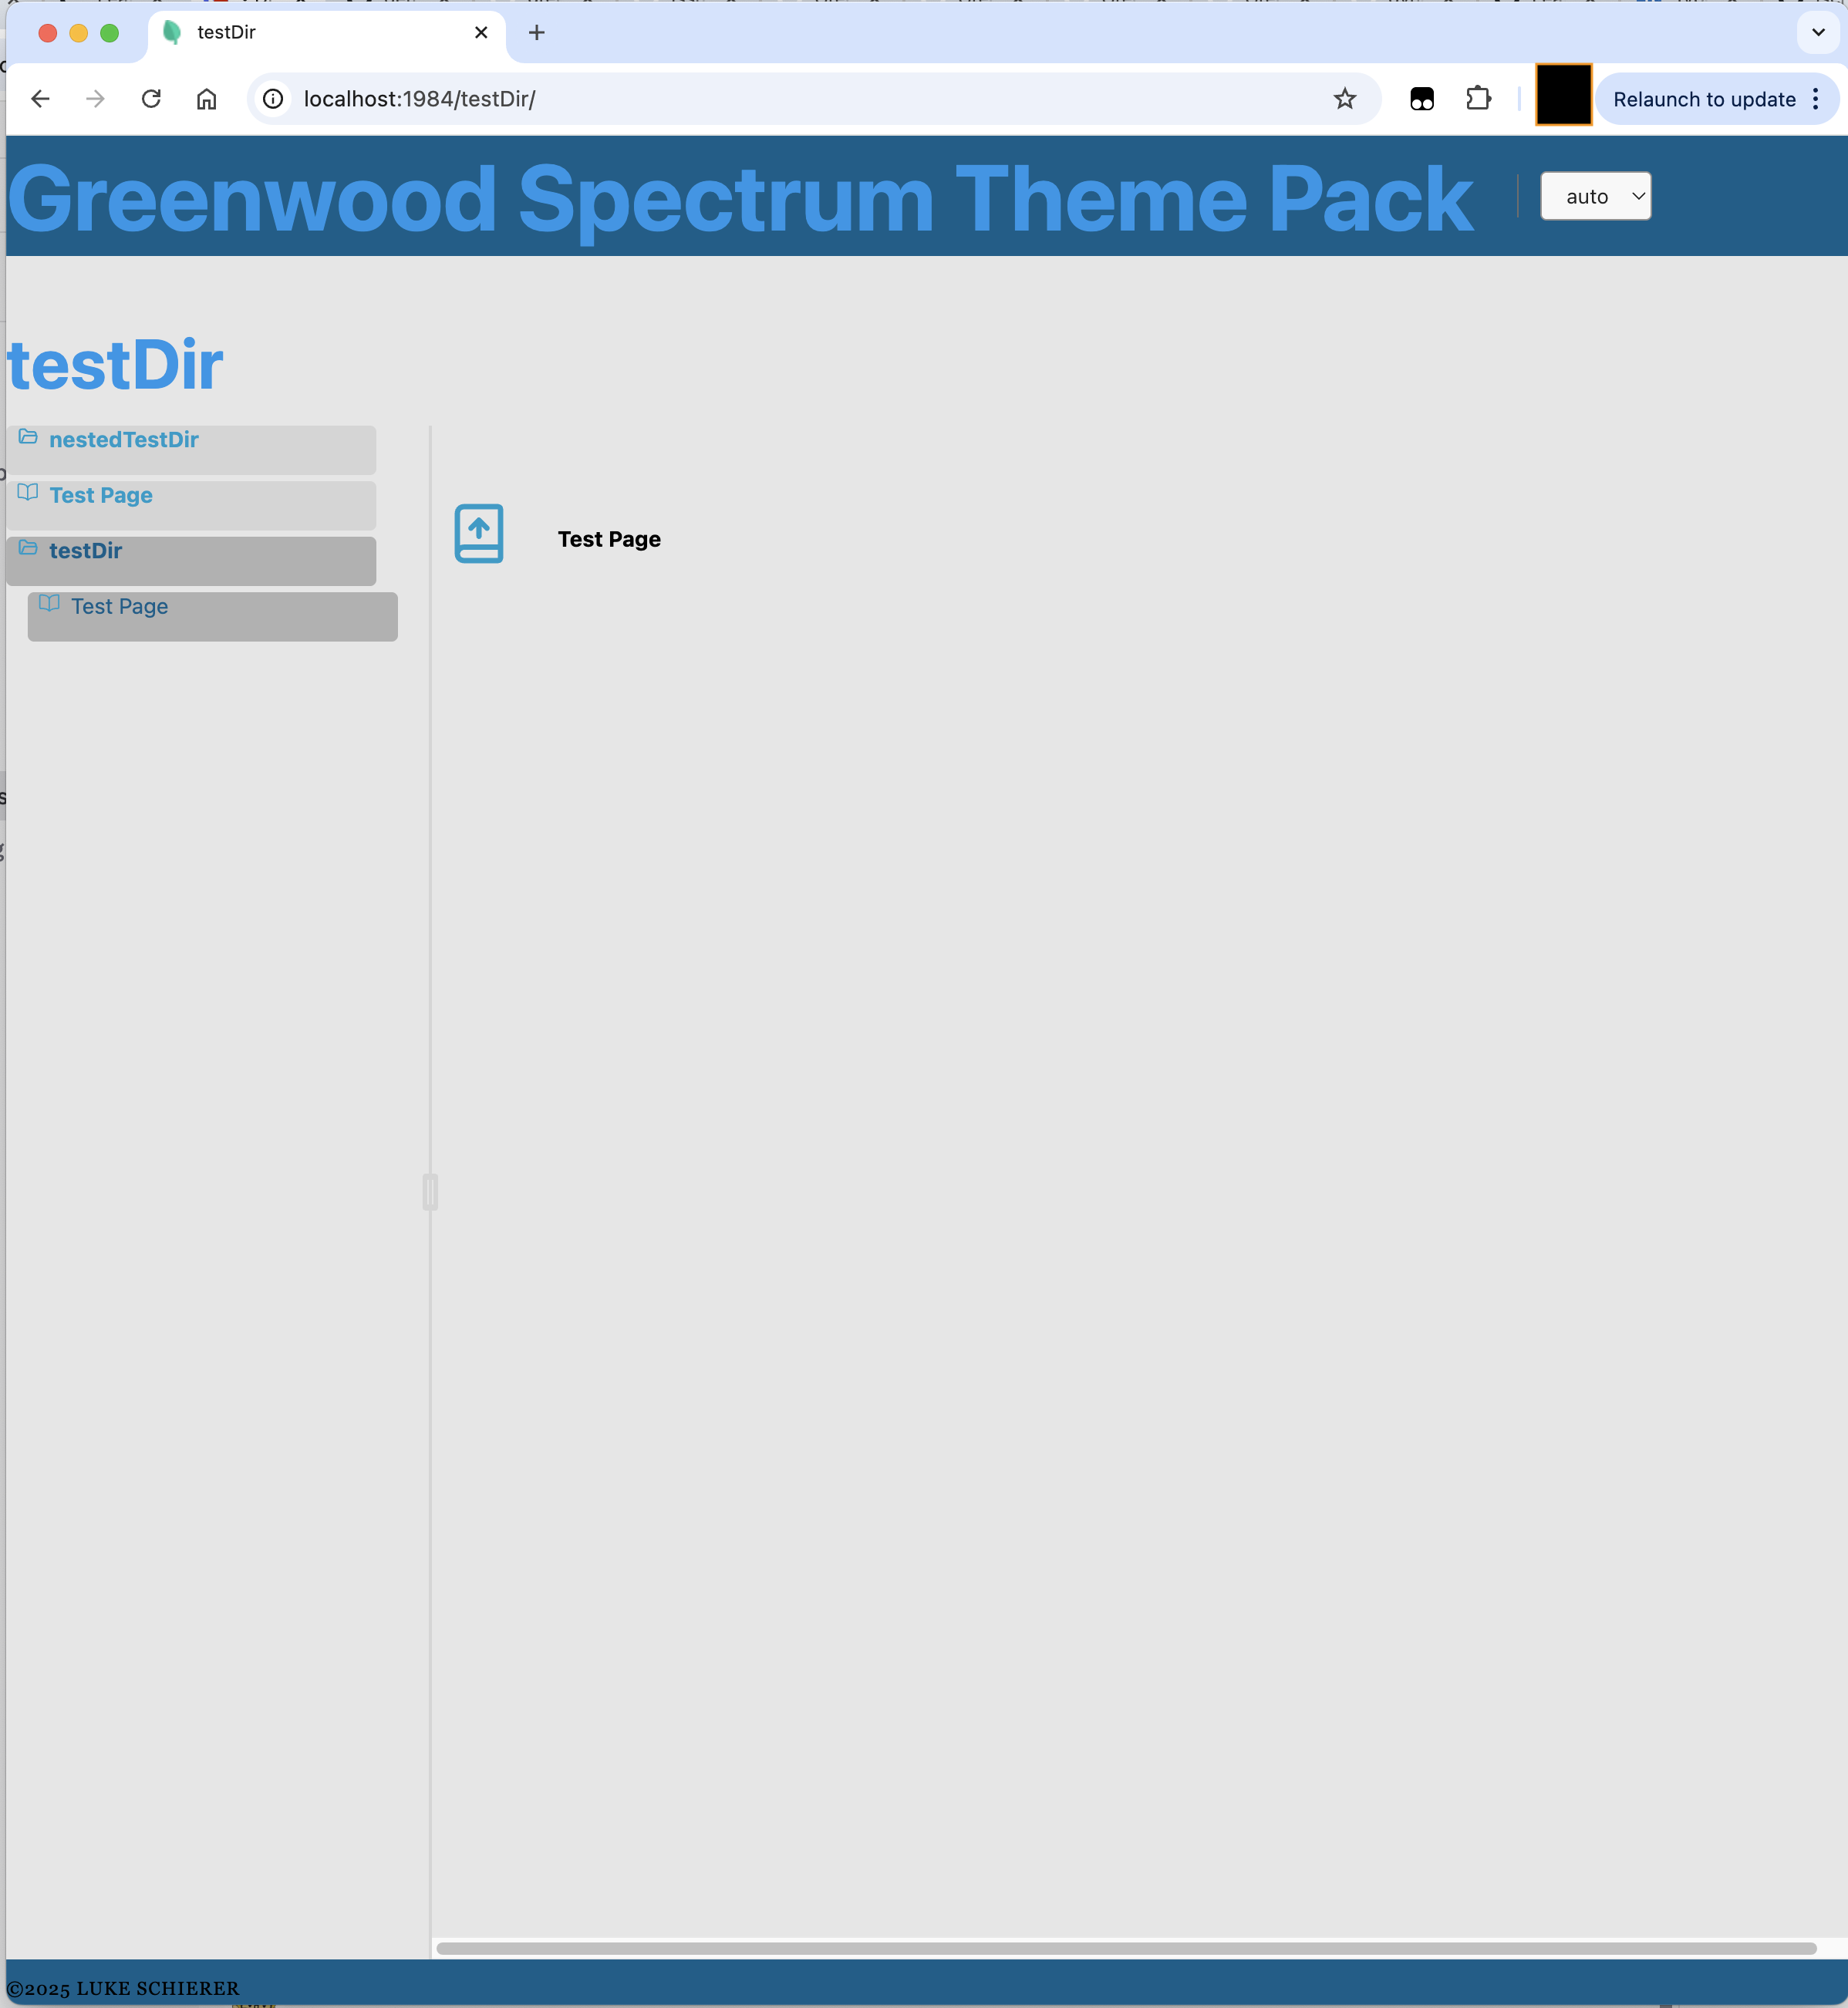 testDir
localhost:1984/testDir/
Relaunch to update
Greenwood Spectrum Theme Pack
auto
testDir
nestedTestDir
Test Page
testDir
Test Page
Test Page
©2025 LUKE SCHIERER